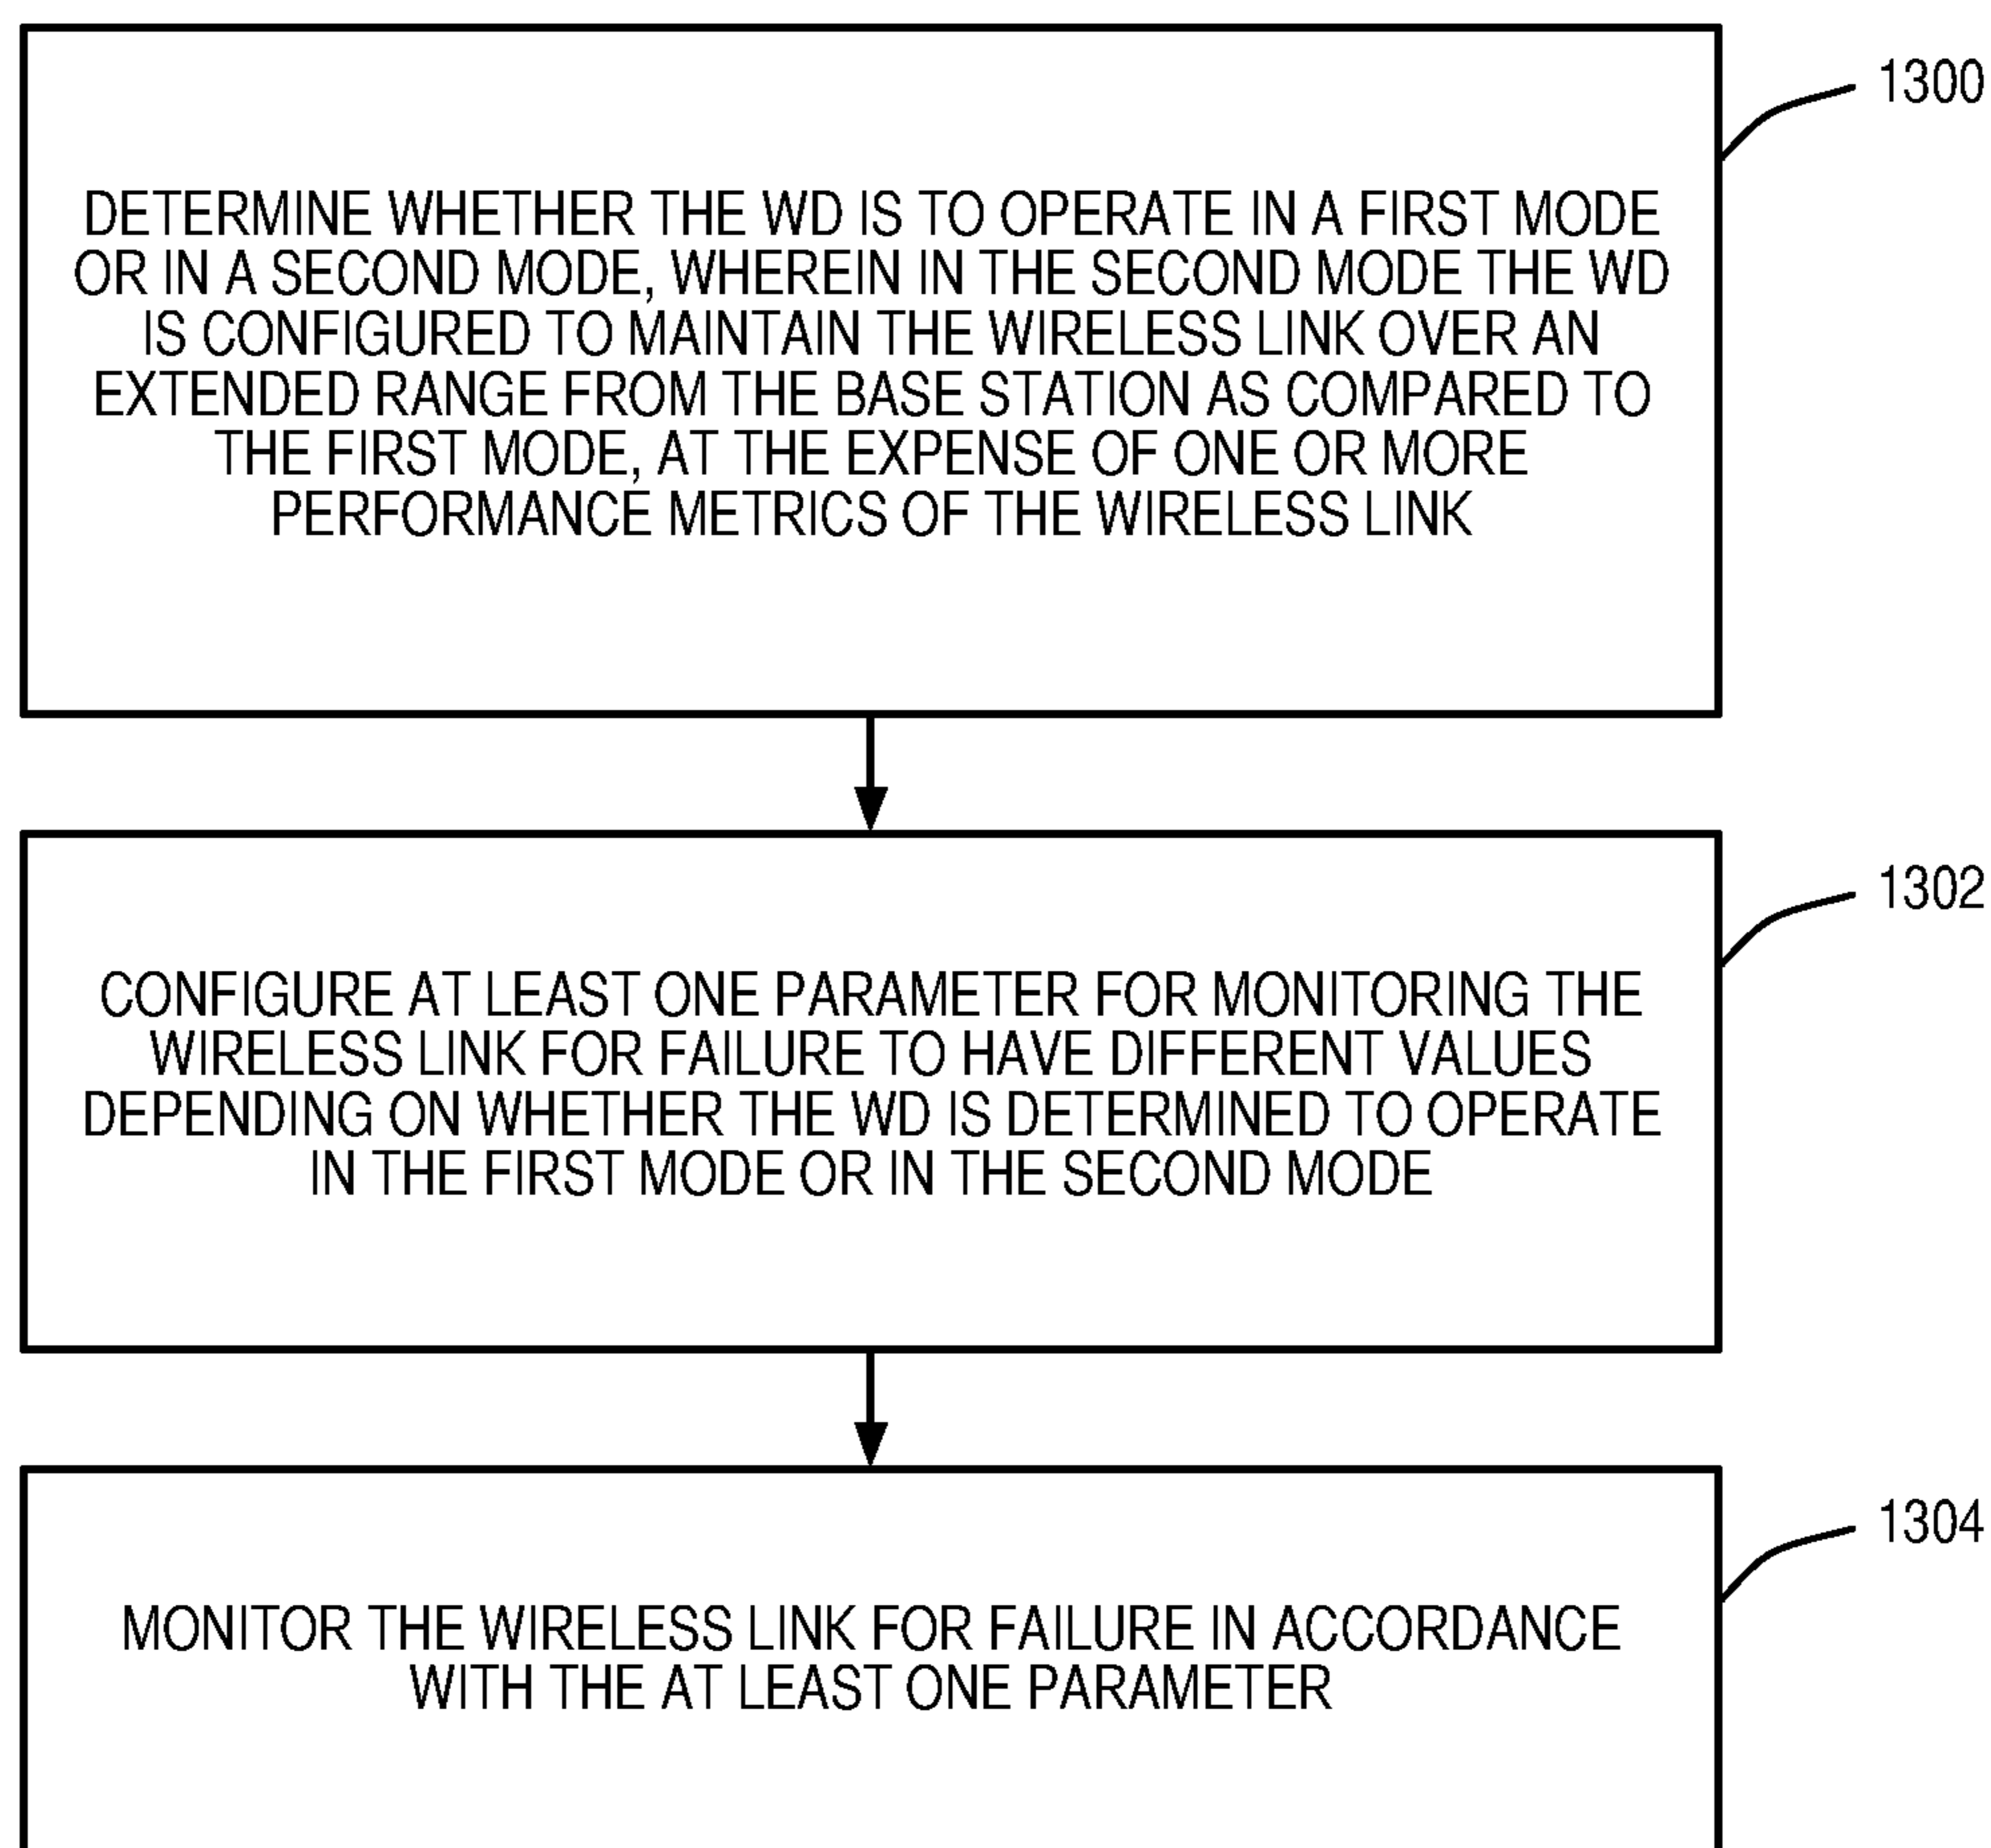 1300
DETERMINE WHETHER THE WD IS TO OPERATE IN A FIRST MODE
OR IN A SECOND MODE, WHEREIN IN THE SECOND MODE THE WD
IS CONFIGURED TO MAINTAIN THE WIRELESS LINK OVER AN
EXTENDED RANGE FROM THE BASE STATION AS COMPARED TO
THE FIRST MODE, AT THE EXPENSE OF ONE OR MORE
PERFORMANCE METRICS OF THE WIRELESS LINK
1302
CONFIGURE AT LEAST ONE PARAMETER FOR MONITORING THE
WIRELESS LINK FOR FAILURE TO HAVE DIFFERENT VALUES
DEPENDING ON WHETHER THE WD IS DETERMINED TO OPERATE
IN THE FIRST MODE OR IN THE SECOND MODE
1304
MONITOR THE WIRELESS LINK FOR FAILURE IN ACCORDANCE
WITH THE AT LEAST ONE PARAMETER